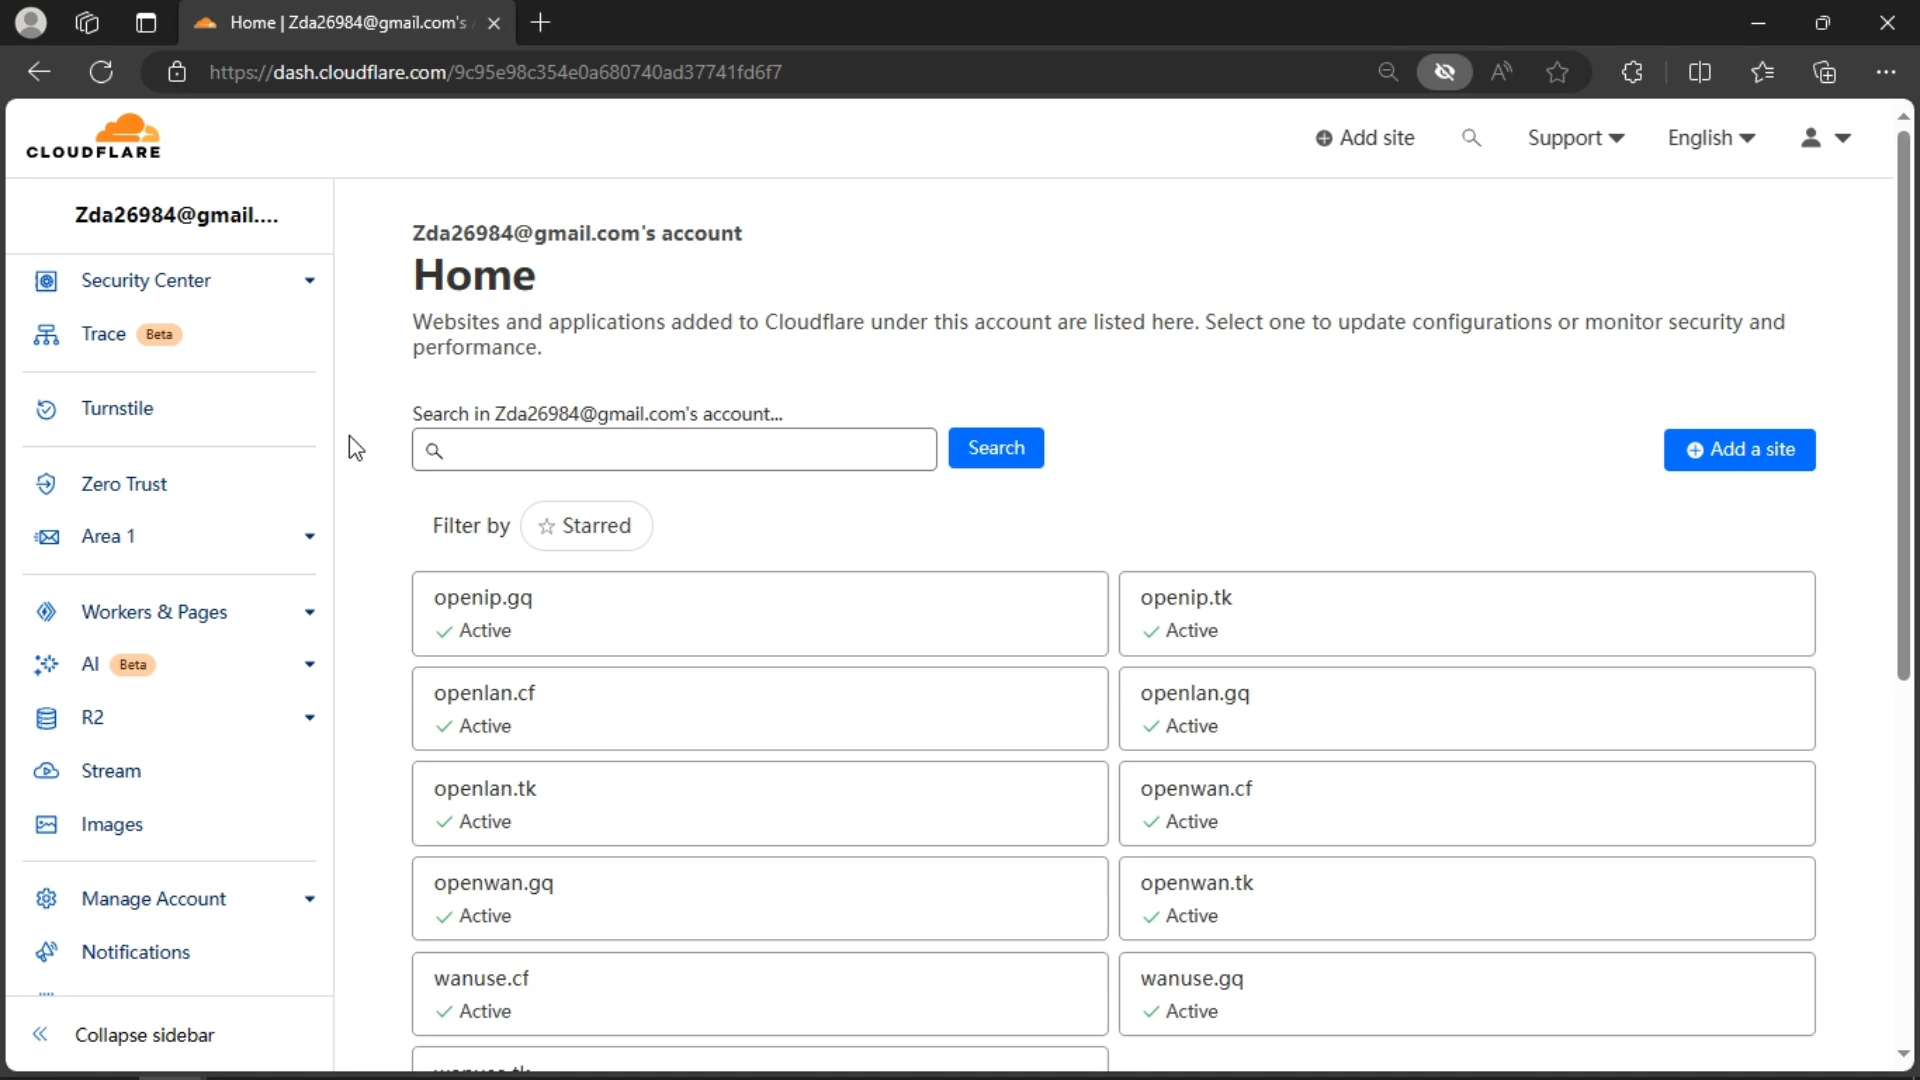 Home | Zda26984@gmail.com's
https://dash.cloudflare.com/9c95e98c354e0a680740ad37741fd6f7
CLOUDFLARE
Add site
Support
English
Zda26984@gmail....
Security Center
Trace Beta
Turnstile
Zero Trust
Area 1
Workers & Pages
AI Beta
R2
Stream
Images
Manage Account
Notifications
Collapse sidebar
Zda26984@gmail.com's account
Home
Websites and applications added to Cloudflare under this account are listed here. Select one to update configurations or monitor security and
performance.
Search in Zda26984@gmail.com's account...
Search
Add a site
Filter by Starred
openip.gq
Active
openip.tk
Active
openlan.cf
Active
openlan.gq
Active
openlan.tk
Active
openwan.cf
Active
openwan.gq
Active
openwan.tk
Active
wanuse.cf
Active
wanuse.gq
Active